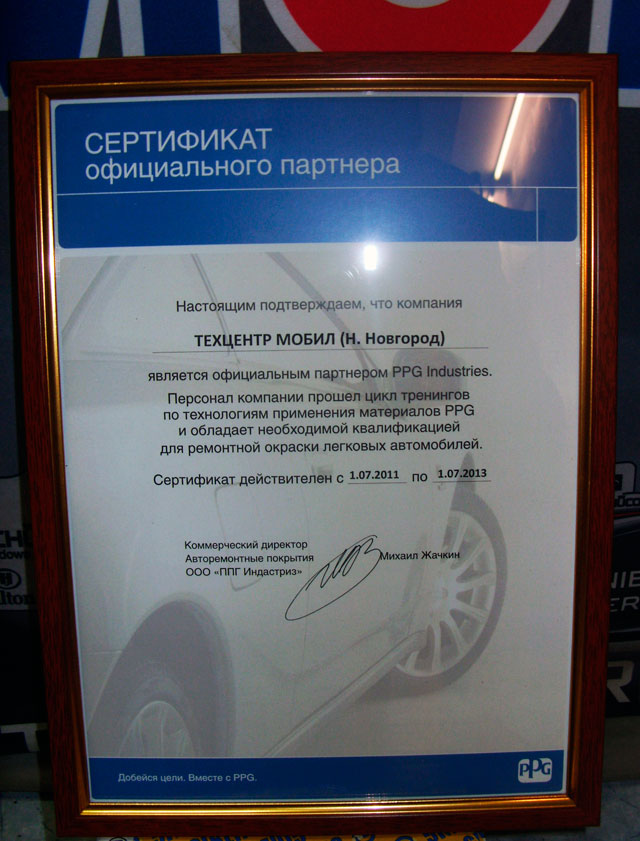 СЕРТИФИКАТ
официального партнера
Настоящим подтверждаем, что компания
ТЕХЦЕНТР МОБИЛ (Н. Новгород)
является официальным партнером PPG Industries.
Персонал компании прошел цикл тренингов
по технологиям применения материалов PPG
и обладает необходимой квалификацией
для ремонтной окраски легковых автомобилей.
Сертификат действителен с 1.07.2011 по 1.07.2013
Коммерческий директор
Авторемонтные покрытия
ООО «ППГ Индастриз»
Михаил Жачкин
Добейся цели. Вместе с PPG.
PPG